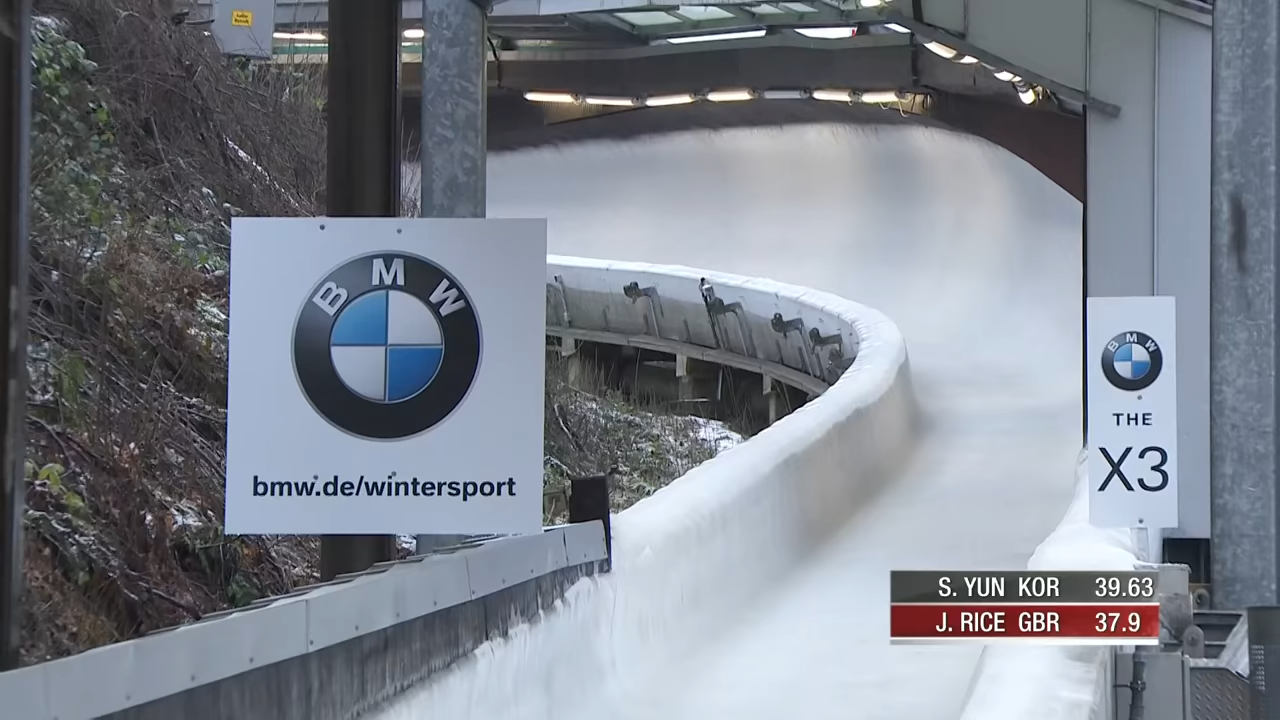 BMW
bmw.de/wintersport
BMW
THE
X3
S. YUN KOR 39.63
J. RICE GBR 37.9